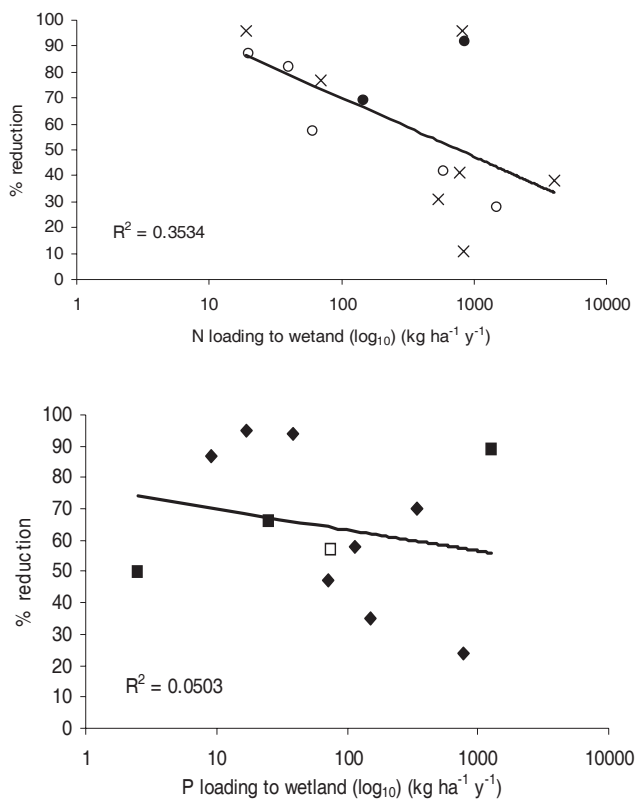 100
90
80
70
60
50
40
30
20
10
0
% reduction
R² = 0.3534
1 10 100 1000 10000
N loading to wetand (log₁₀) (kg ha⁻¹ y⁻¹)
100
90
80
70
60
50
40
30
20
10
0
% reduction
R² = 0.0503
1 10 100 1000 10000
P loading to wetland (log₁₀) (kg ha⁻¹ y⁻¹)